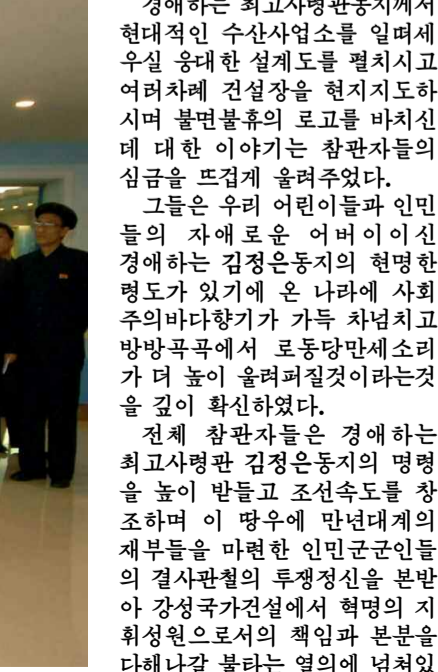 경애하는 최고사령관동지께서
현대적인 수산사업소를 일떠세
우실 웅대한 설계도를 펼치시고
여러차례 건설장을 현지지도하
시며 불면불휴의 로고를 바치신
데 대한 이야기는 참관자들의
심금을 뜨겁게 울려주었다.
그들은 우리 어린이들과 인민
들의 자애로운 어버이이신
경애하는 김정은동지의 현명한
령도가 있기에 온 나라에 사회
주의바다향기가 가득 차넘치고
방방곡곡에서 로동당만세소리
가 더 높이 울려퍼질것이라는것
을 깊이 확신하였다.
전체 참관자들은 경애하는
최고사령관 김정은동지의 명령
을 높이 받들고 조선속도를 창
조하며 이 땅우에 만년대계의
재부들을 마련한 인민군군인들
의 결사관철의 투쟁정신을 본받
아 강성국가건설에서 혁명의 지
휘성원으로서의 책임과 본분을
다해나갈 불타는 열의에 넘쳐있